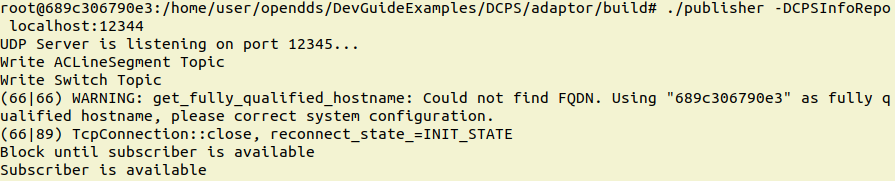 root@689c306790e3:/home/user/opendds/DevGuideExamples/DCPS/adaptor/build# ./publisher -DCPSInfoRepo
 localhost:12344
UDP Server is listening on port 12345...
Write ACLineSegment Topic
Write Switch Topic
(66|66) WARNING: get_fully_qualified_hostname: Could not find FQDN. Using "689c306790e3" as fully q
ualified hostname, please correct system configuration.
(66|89) TcpConnection::close, reconnect_state_=INIT_STATE
Block until subscriber is available
Subscriber is available